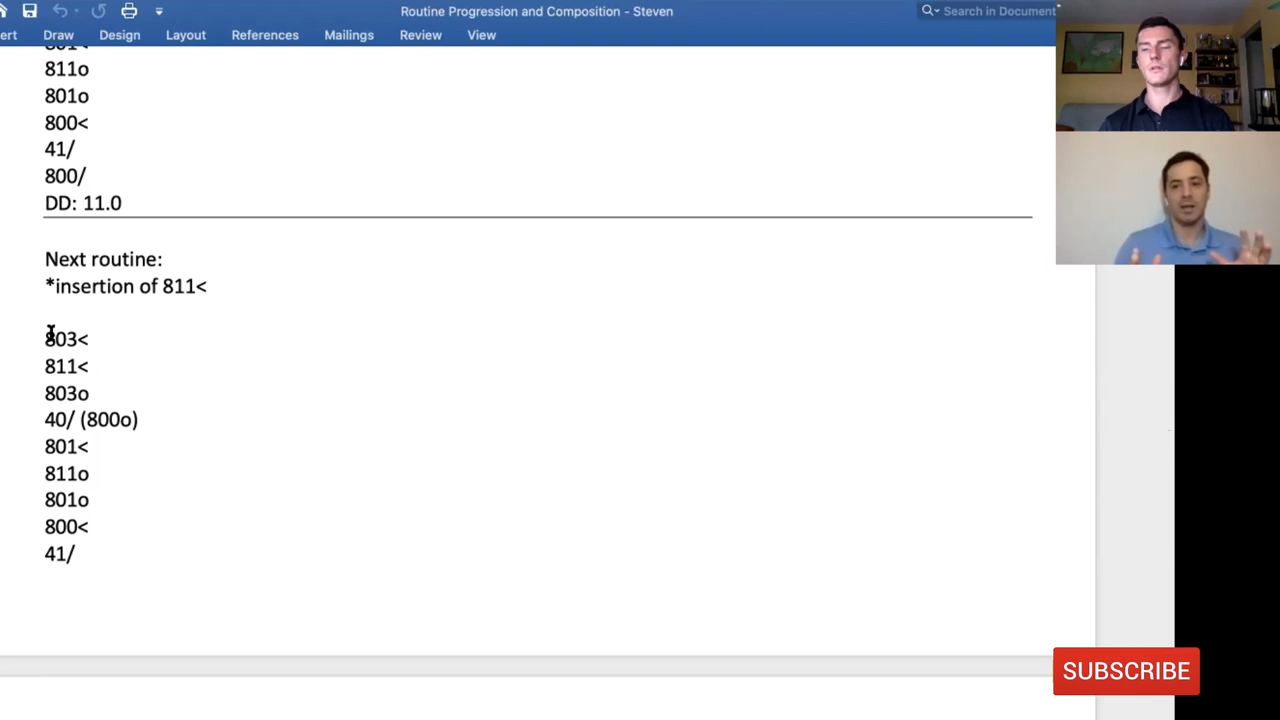 Routine Progression and Composition - Steven
Search in Document
ert Draw Design Layout References Mailings Review View
801<
811o
801o
800<
41/
800/
DD: 11.0
Next routine:
*insertion of 811<
803<
811<
803o
40/ (800o)
801<
811o
801o
800<
41/
SUBSCRIBE